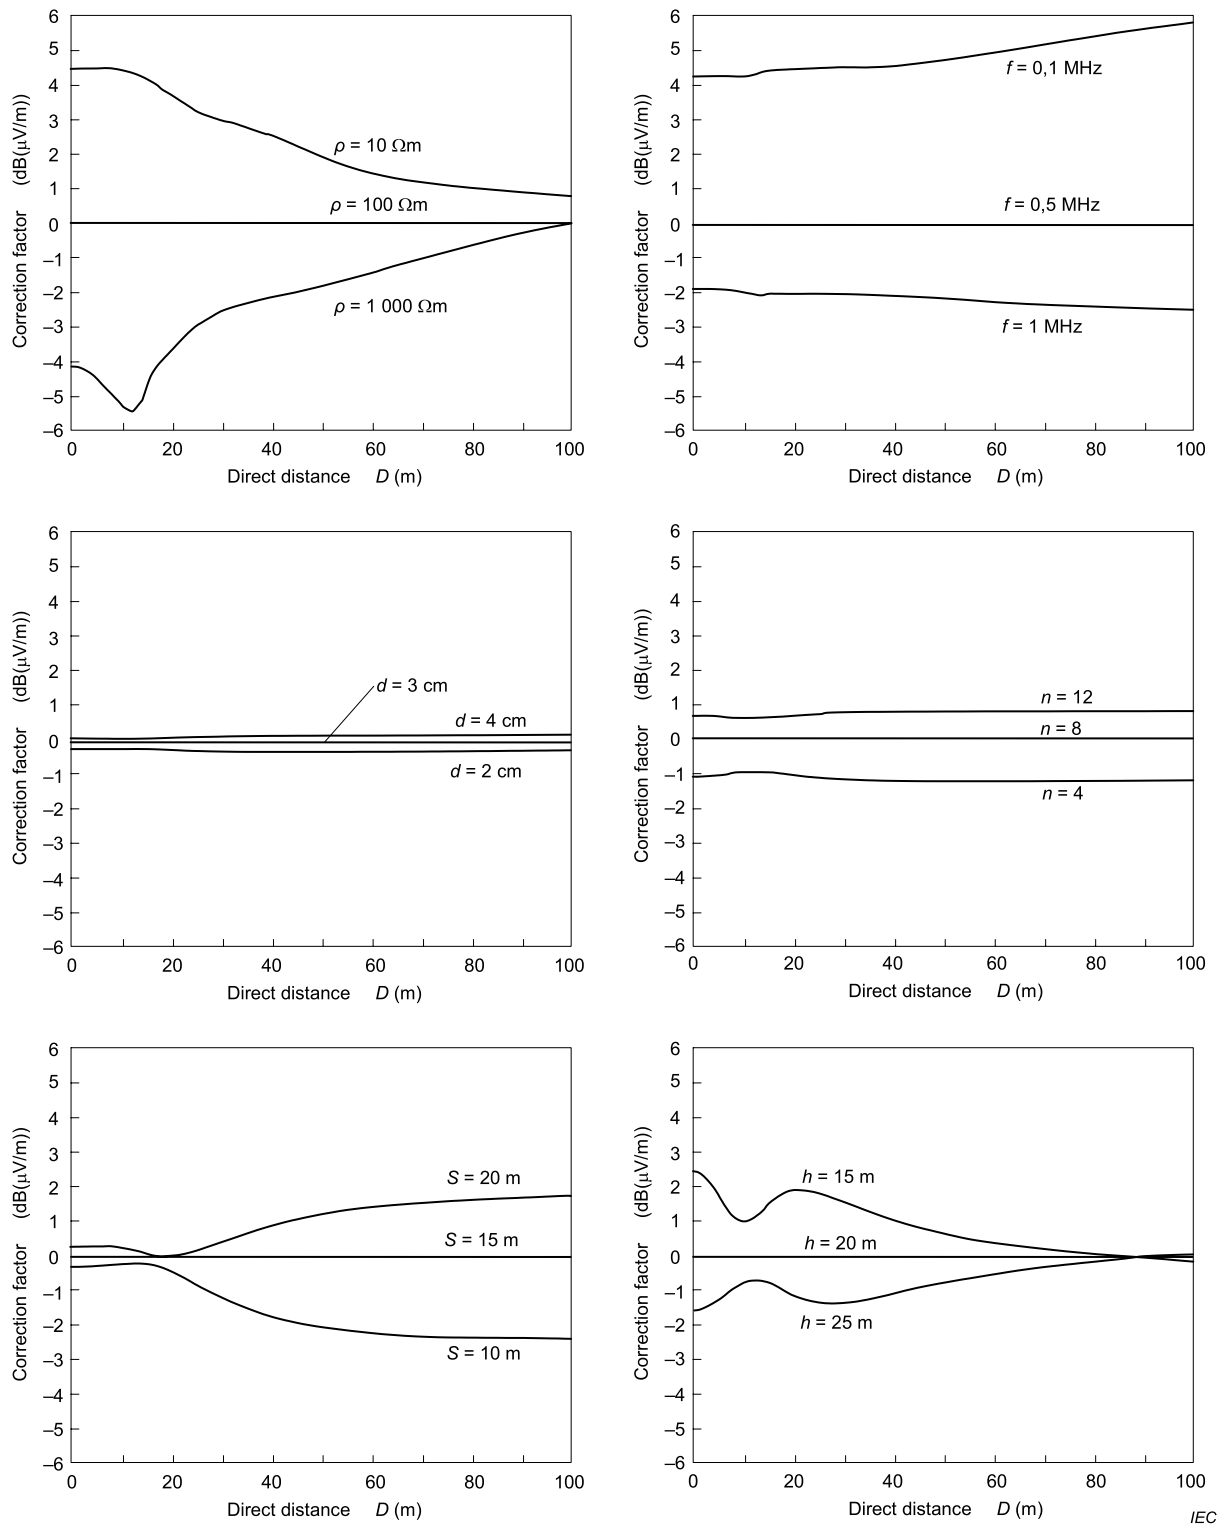 6
5
4
3
2
1
0
–1
–2
–3
–4
–5
–6
Correction factor (dB(μV/m))
ρ = 10 Ωm
ρ = 100 Ωm
ρ = 1 000 Ωm
0 20 40 60 80 100
Direct distance D (m)
6
5
4
3
2
1
0
–1
–2
–3
–4
–5
–6
Correction factor (dB(μV/m))
f = 0,1 MHz
f = 0,5 MHz
f = 1 MHz
0 20 40 60 80 100
Direct distance D (m)
6
5
4
3
2
1
0
–1
–2
–3
–4
–5
–6
Correction factor (dB(μV/m))
d = 3 cm
d = 4 cm
d = 2 cm
0 20 40 60 80 100
Direct distance D (m)
6
5
4
3
2
1
0
–1
–2
–3
–4
–5
–6
Correction factor (dB(μV/m))
n = 12
n = 8
n = 4
0 20 40 60 80 100
Direct distance D (m)
6
5
4
3
2
1
0
–1
–2
–3
–4
–5
–6
Correction factor (dB(μV/m))
S = 20 m
S = 15 m
S = 10 m
0 20 40 60 80 100
Direct distance D (m)
6
5
4
3
2
1
0
–1
–2
–3
–4
–5
–6
Correction factor (dB(μV/m))
h = 15 m
h = 20 m
h = 25 m
0 20 40 60 80 100
Direct distance D (m)
IEC